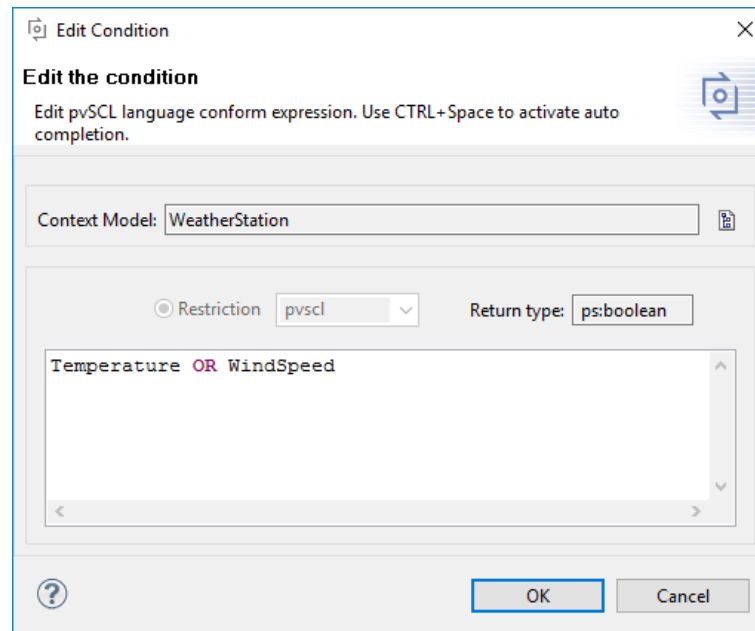 Edit Condition
Edit the condition
Edit pvSCL language conform expression. Use CTRL+Space to activate auto
completion.
Context Model: WeatherStation
Restriction pvscl Return type: ps:boolean
Temperature OR WindSpeed
OK Cancel